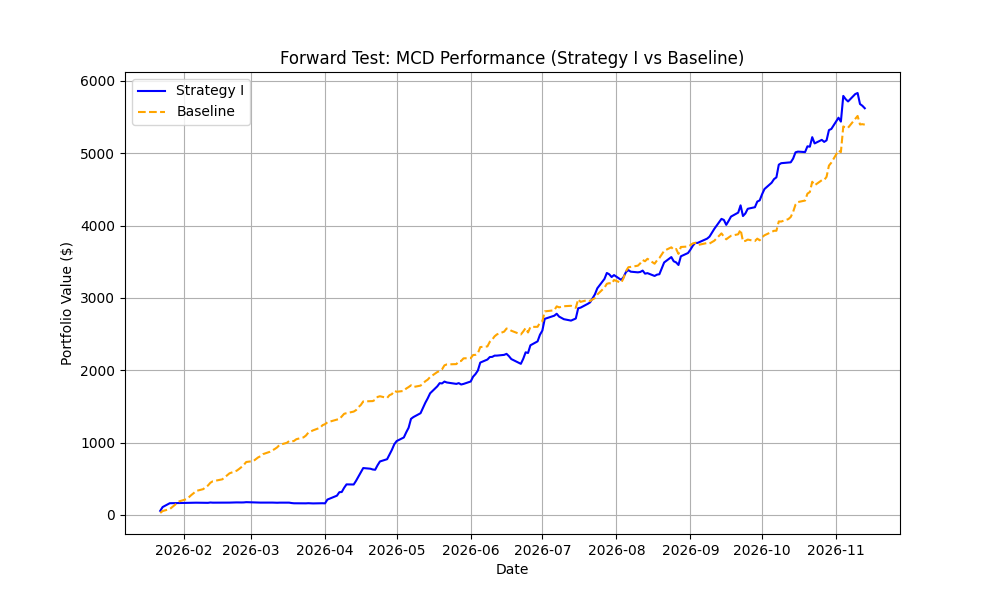 Forward Test: MCD Performance (Strategy I vs Baseline)
Strategy I
Baseline
Portfolio Value ($)
6000
5000
4000
3000
2000
1000
0
2026-02 2026-03 2026-04 2026-05 2026-06 2026-07 2026-08 2026-09 2026-10 2026-11
Date